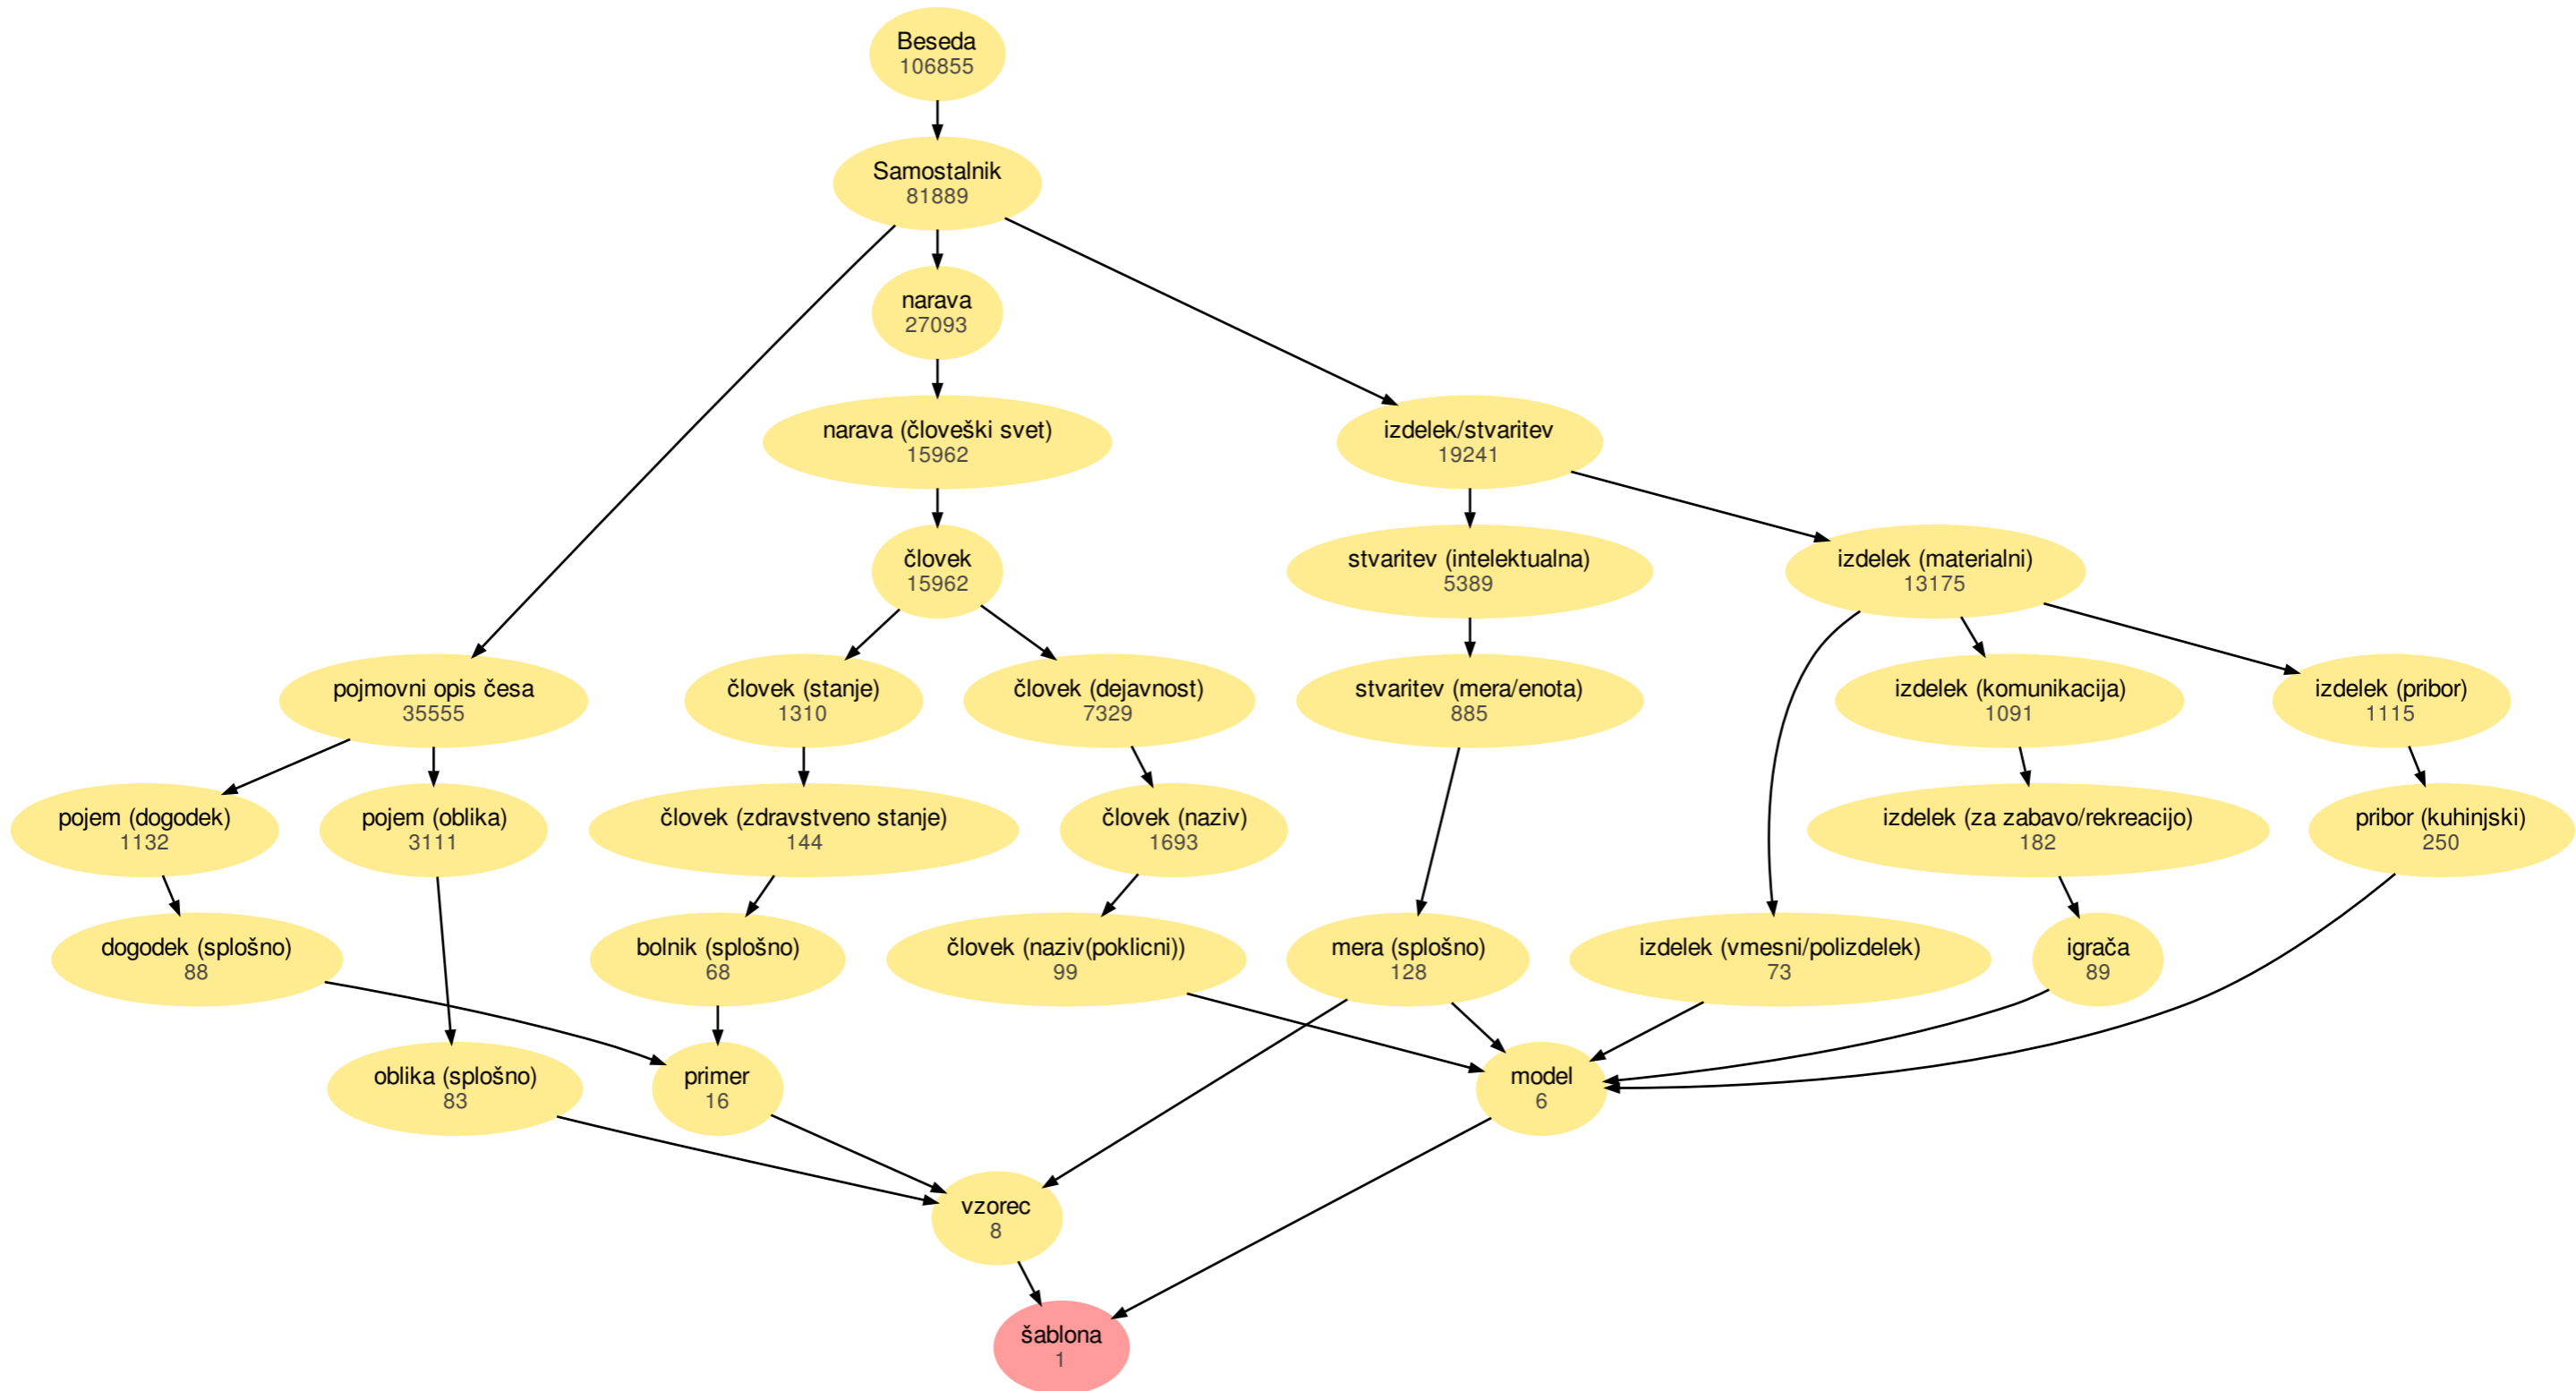 Beseda
106855
Samostalnik
81889
narava
27093
narava (človeški svet)
15962
izdelek/stvaritev
19241
človek
15962
stvaritev (intelektualna)
5389
izdelek (materialni)
13175
pojmovni opis česa
35555
človek (stanje)
1310
človek (dejavnost)
7329
stvaritev (mera/enota)
885
izdelek (komunikacija)
1091
izdelek (pribor)
1115
pojem (dogodek)
1132
pojem (oblika)
3111
človek (zdravstveno stanje)
144
človek (naziv)
1693
izdelek (za zabavo/rekreacijo)
182
pribor (kuhinjski)
250
dogodek (splošno)
88
bolnik (splošno)
68
človek (naziv(poklicni))
99
mera (splošno)
128
izdelek (vmesni/polizdelek)
73
igrača
89
oblika (splošno)
83
primer
16
model
6
vzorec
8
šablona
1